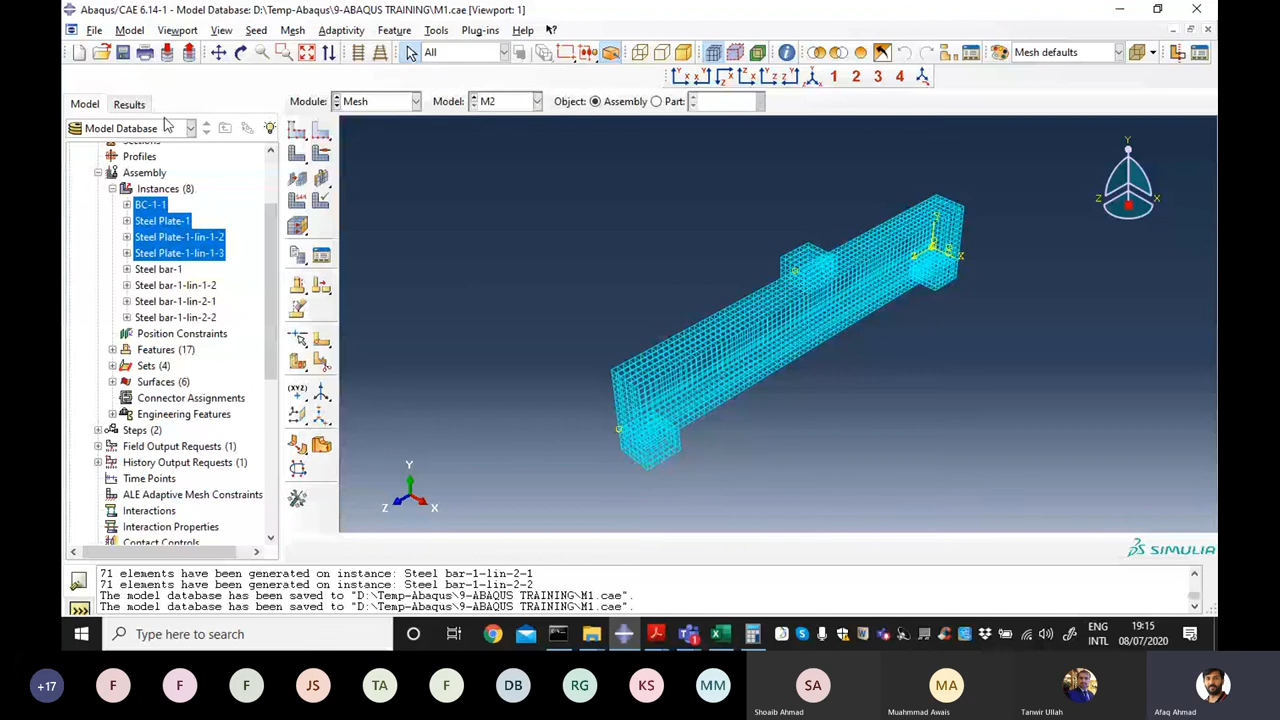 Abaqus/CAE 6.14-1 - Model Database: D:\Temp-Abaqus\9-ABAQUS TRAINING\M1.cae [Viewport: 1]
File Model Viewport View Seed Mesh Adaptivity Feature Tools Plug-ins Help
All Mesh defaults
1 2 3 4
Model Results Module: Mesh Model: M2 Object: Assembly Part:
Model Database
Sections
Profiles
Assembly
Instances (8)
BC-1-1
Steel Plate-1
Steel Plate-1-lin-1-2
Steel Plate-1-lin-1-3
Steel bar-1
Steel bar-1-lin-1-2
Steel bar-1-lin-2-1
Steel bar-1-lin-2-2
Position Constraints
Features (17)
Sets (4)
Surfaces (6)
Connector Assignments
Engineering Features
Steps (2)
Field Output Requests (1)
History Output Requests (1)
Time Points
ALE Adaptive Mesh Constraints
Interactions
Interaction Properties
Contact Controls
Y
Z X
Y
Z X
SIMULIA
71 elements have been generated on instance: Steel bar-1-lin-2-1
71 elements have been generated on instance: Steel bar-1-lin-2-2
The model database has been saved to "D:\Temp-Abaqus\9-ABAQUS TRAINING\M1.cae".
The model database has been saved to "D:\Temp-Abaqus\9-ABAQUS TRAINING\M1.cae".
Type here to search
ENG 19:15
INTL 08/07/2020
+17 F F F JS TA F DB RG KS MM SA MA
Shoaib Ahmad Muahmmad Awais Tanwir Ullah Afaq Ahmad